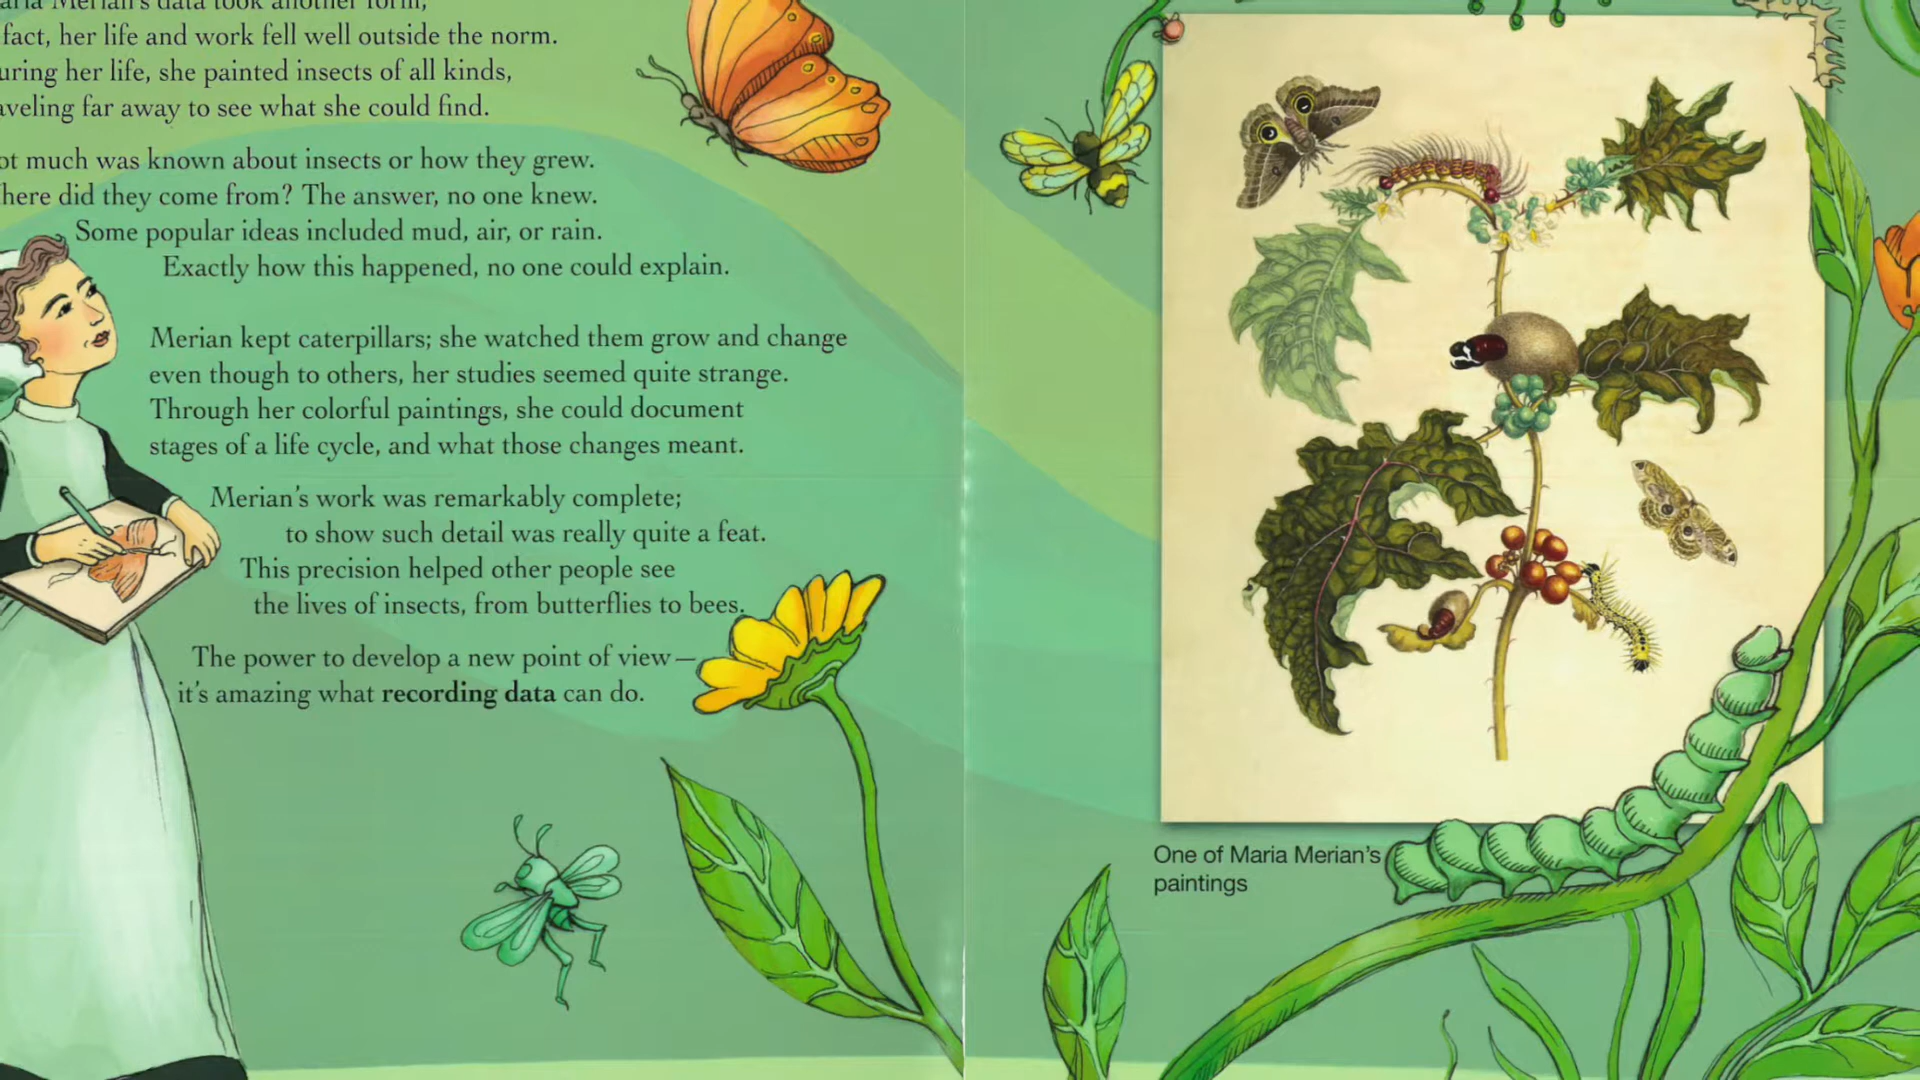 Merian's data took another form,
fact, her life and work fell well outside the norm.
uring her life, she painted insects of all kinds,
aveling far away to see what she could find.
ot much was known about insects or how they grew.
here did they come from? The answer, no one knew.
Some popular ideas included mud, air, or rain.
Exactly how this happened, no one could explain.
Merian kept caterpillars; she watched them grow and change
even though to others, her studies seemed quite strange.
Through her colorful paintings, she could document
stages of a life cycle, and what those changes meant.
Merian's work was remarkably complete;
to show such detail was really quite a feat.
This precision helped other people see
the lives of insects, from butterflies to bees.
The power to develop a new point of view—
it's amazing what recording data can do.
One of Maria Merian's
paintings